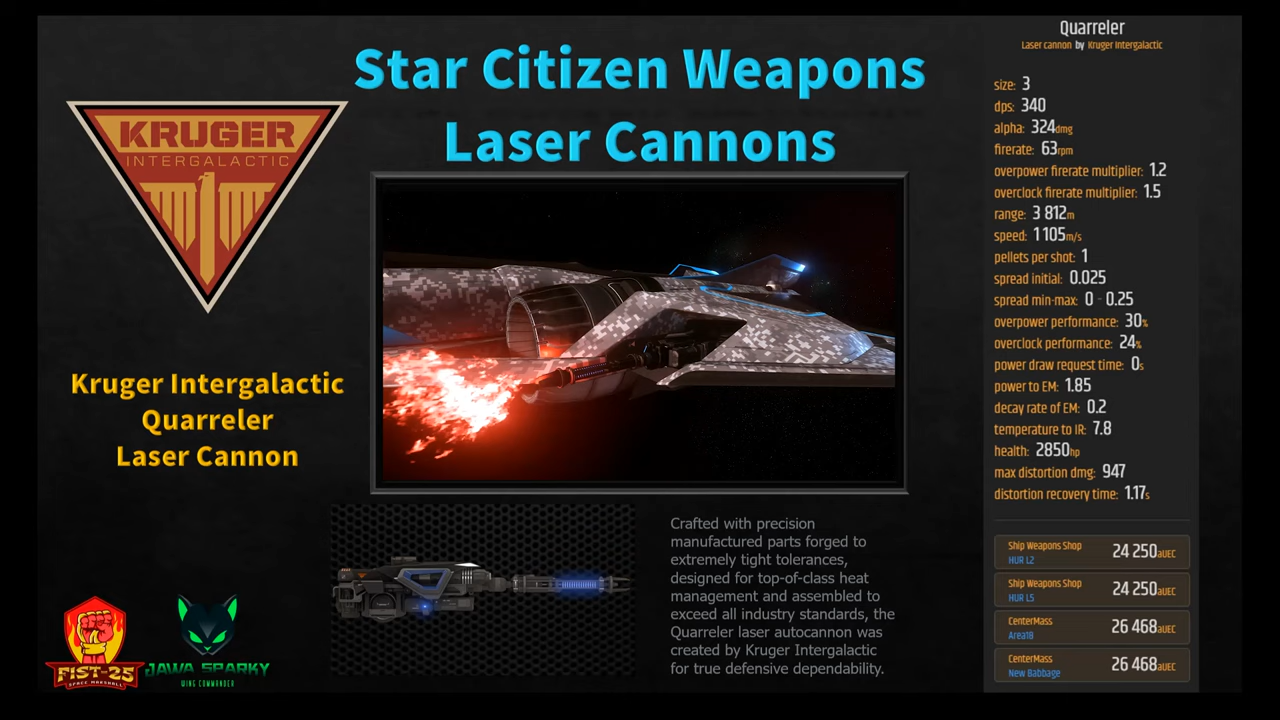 Star Citizen Weapons
Laser Cannons
KRUGER
INTERGALACTIC
Kruger Intergalactic
Quarreler
Laser Cannon
Crafted with precision
manufactured parts forged to
extremely tight tolerances,
designed for top-of-class heat
management and assembled to
exceed all industry standards, the
Quarreler laser autocannon was
created by Kruger Intergalactic
for true defensive dependability.
FIST-25
SPACE MARSHALL
JAWA SPARKY
WING COMMANDER
Quarreler
Laser cannon by Kruger Intergalactic
size: 3
dps: 340
alpha: 324dmg
firerate: 63rpm
overpower firerate multiplier: 1.2
overclock firerate multiplier: 1.5
range: 3 812m
speed: 1 105m/s
pellets per shot: 1
spread initial: 0.025
spread min-max: 0 - 0.25
overpower performance: 30%
overclock performance: 24%
power draw request time: 0s
power to EM: 1.85
decay rate of EM: 0.2
temperature to IR: 7.8
health: 2850hp
max distortion dmg: 947
distortion recovery time: 1.17s
Ship Weapons Shop 24 250aUEC
HUR L2
Ship Weapons Shop 24 250aUEC
HUR L5
CenterMass 26 468aUEC
Area18
CenterMass 26 468aUEC
New Babbage